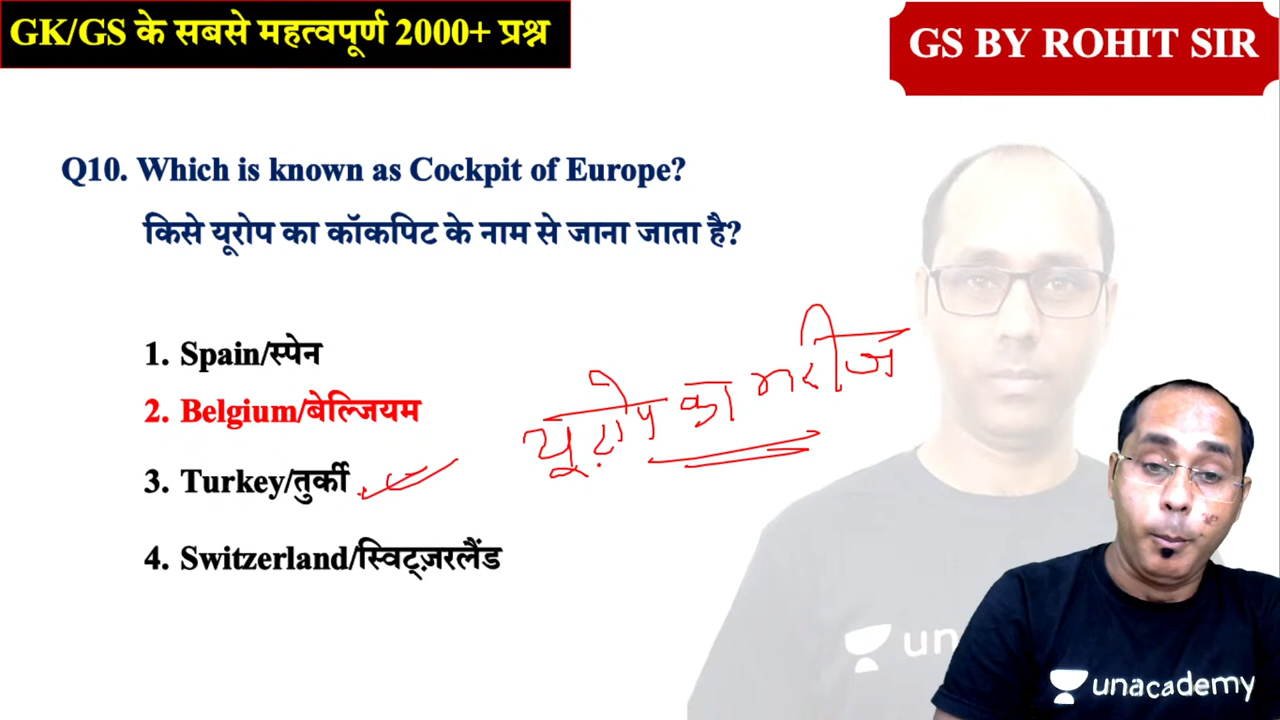 GK/GS के सबसे महत्वपूर्ण 2000+ प्रश्न
GS BY ROHIT SIR
Q10. Which is known as Cockpit of Europe?
किसे यूरोप का कॉकपिट के नाम से जाना जाता है?
1. Spain/स्पेन
2. Belgium/बेल्जियम
3. Turkey/तुर्की
4. Switzerland/स्विट्ज़रलैंड
यूरोप का मरीज
una
unacademy